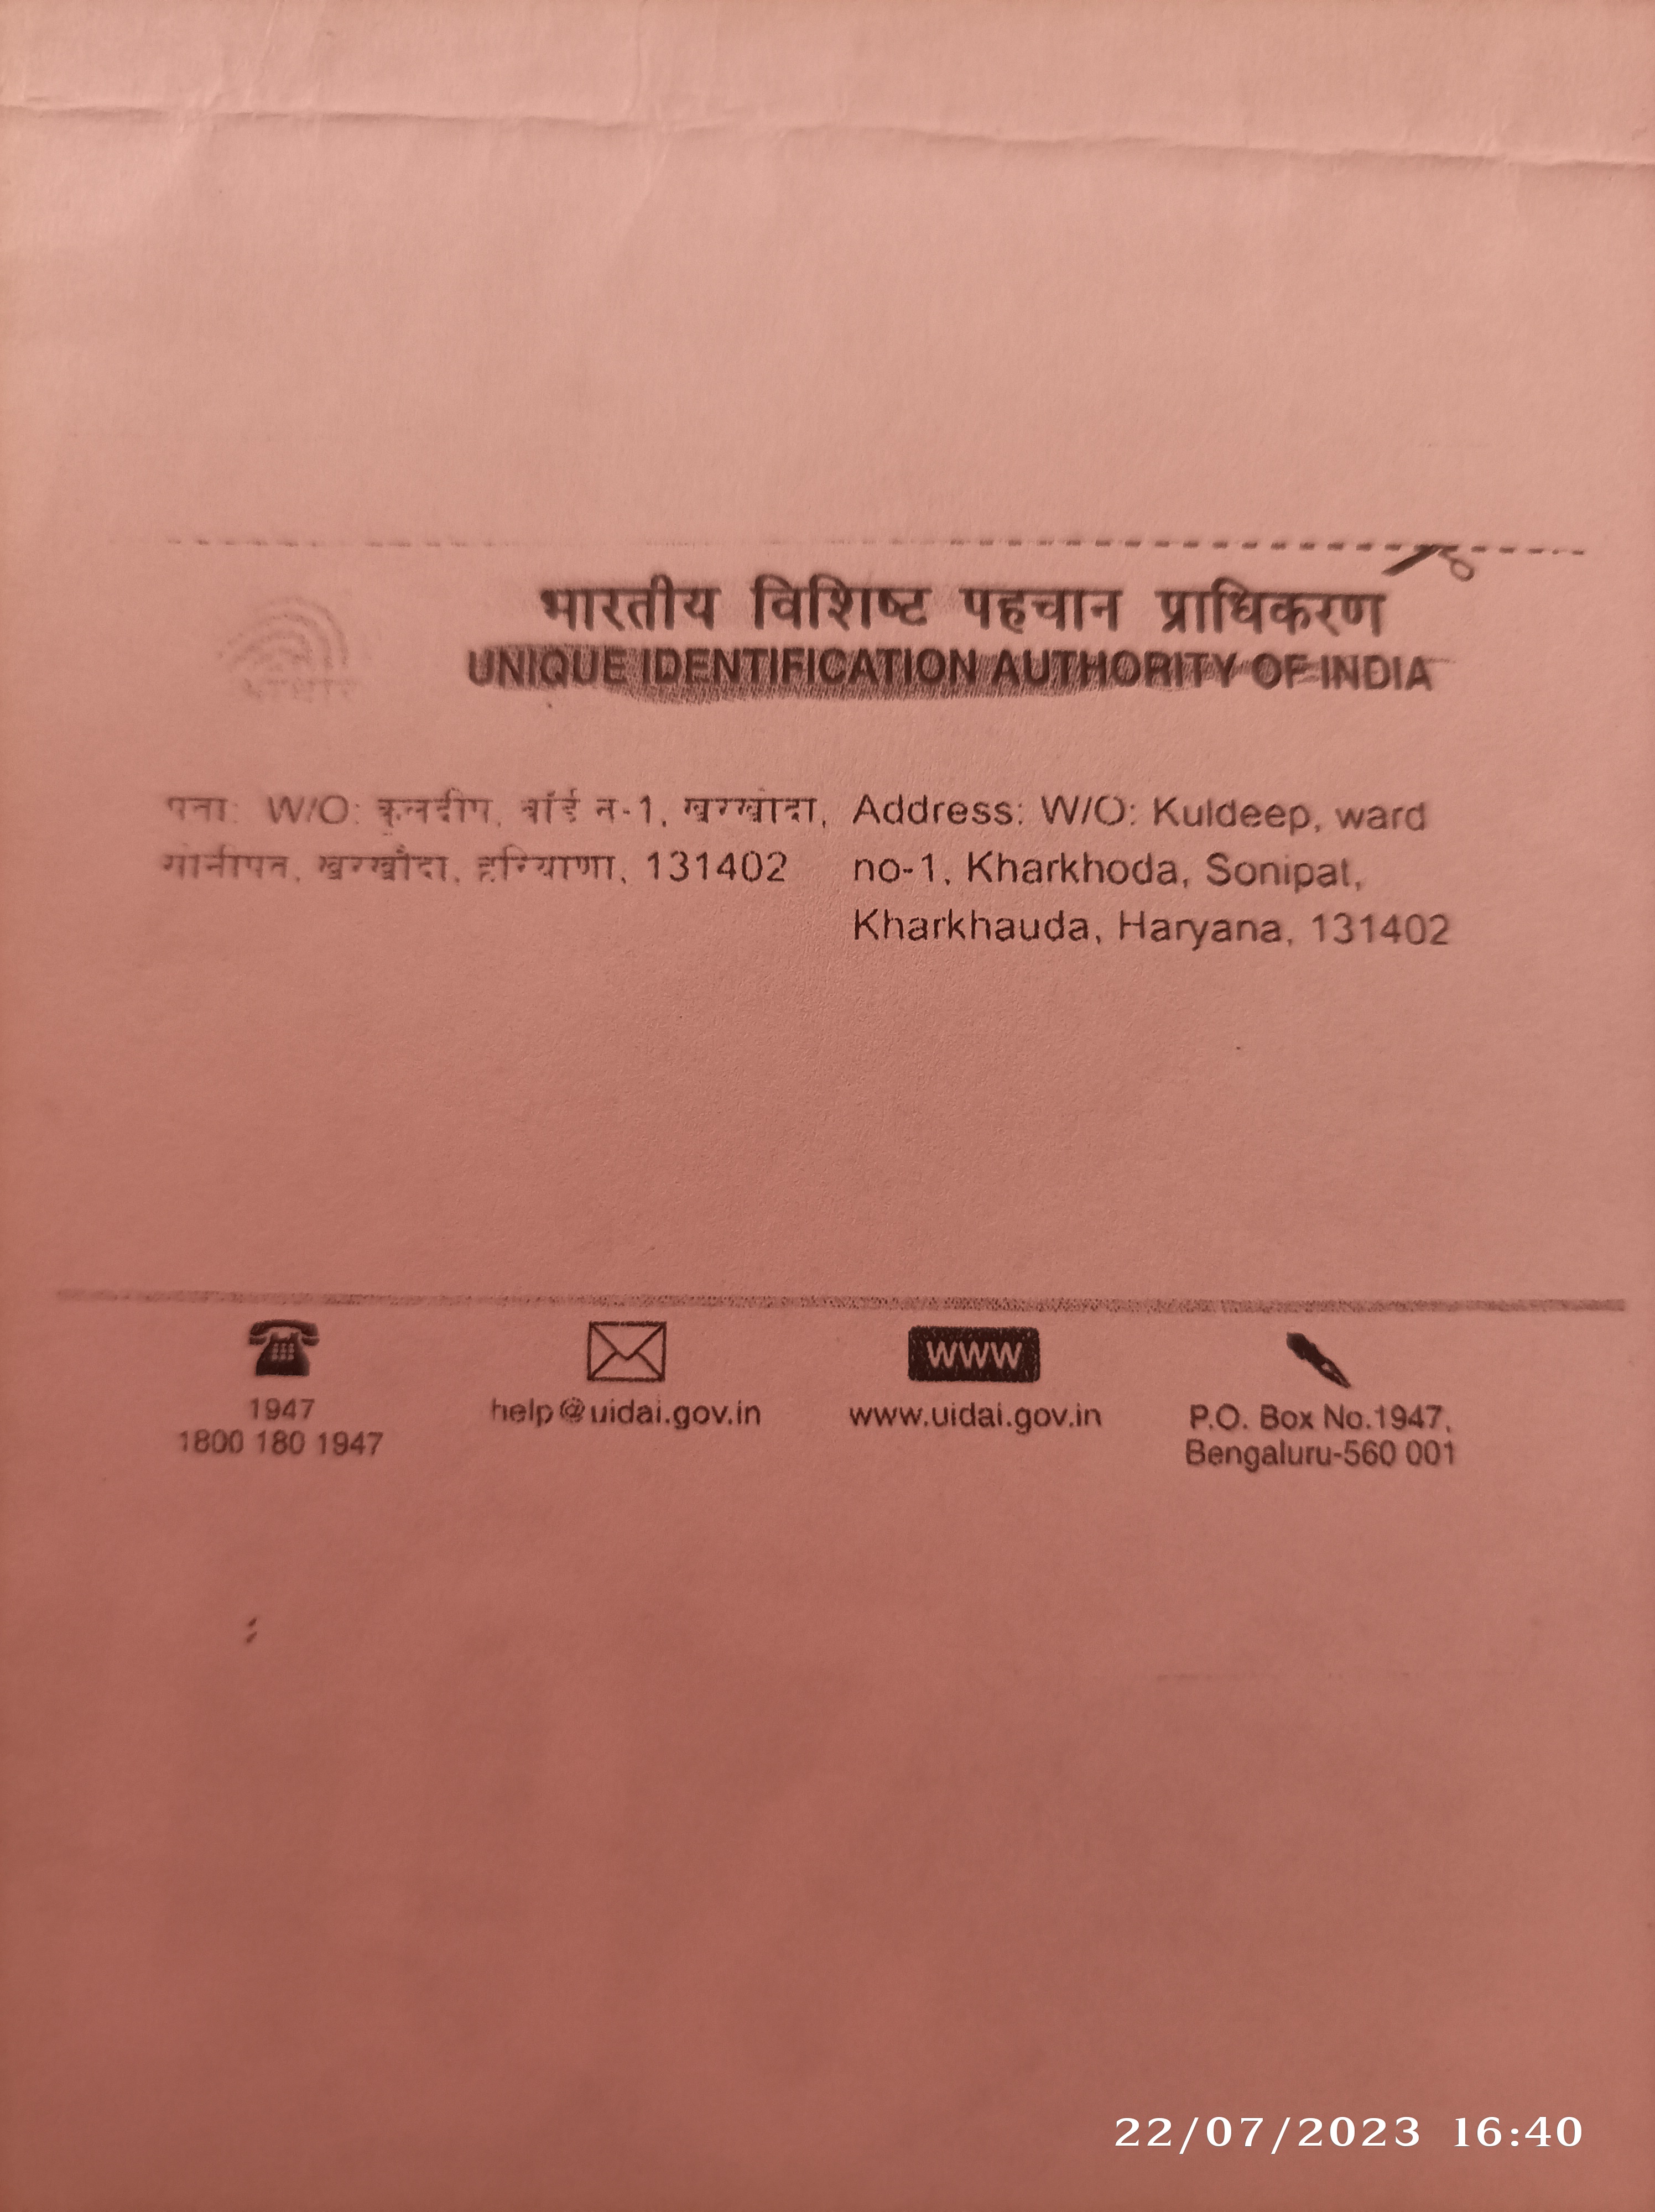 भारतीय विशिष्ट पहचान प्राधिकरण
UNIQUE IDENTIFICATION AUTHORITY OF INDIA
पता: W/O: कुलदीप, वॉर्ड न-1, खरखोदा,
सोनीपत, खरखौदा, हरियाणा, 131402
Address: W/O: Kuldeep, ward
no-1, Kharkhoda, Sonipat,
Kharkhauda, Haryana, 131402
1947
1800 180 1947
help@uidai.gov.in
WWW
www.uidai.gov.in
P.O. Box No.1947,
Bengaluru-560 001
22/07/2023 16:40